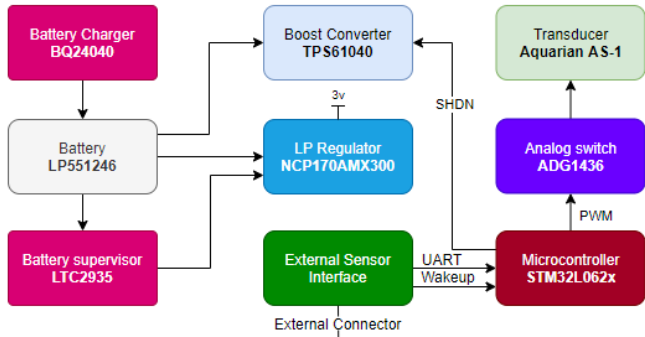 Battery Charger
BQ24040
Boost Converter
TPS61040
Transducer
Aquarian AS-1
3v
SHDN
Battery
LP551246
LP Regulator
NCP170AMX300
Analog switch
ADG1436
PWM
Battery supervisor
LTC2935
External Sensor
Interface
UART
Wakeup
Microcontroller
STM32L062x
External Connector